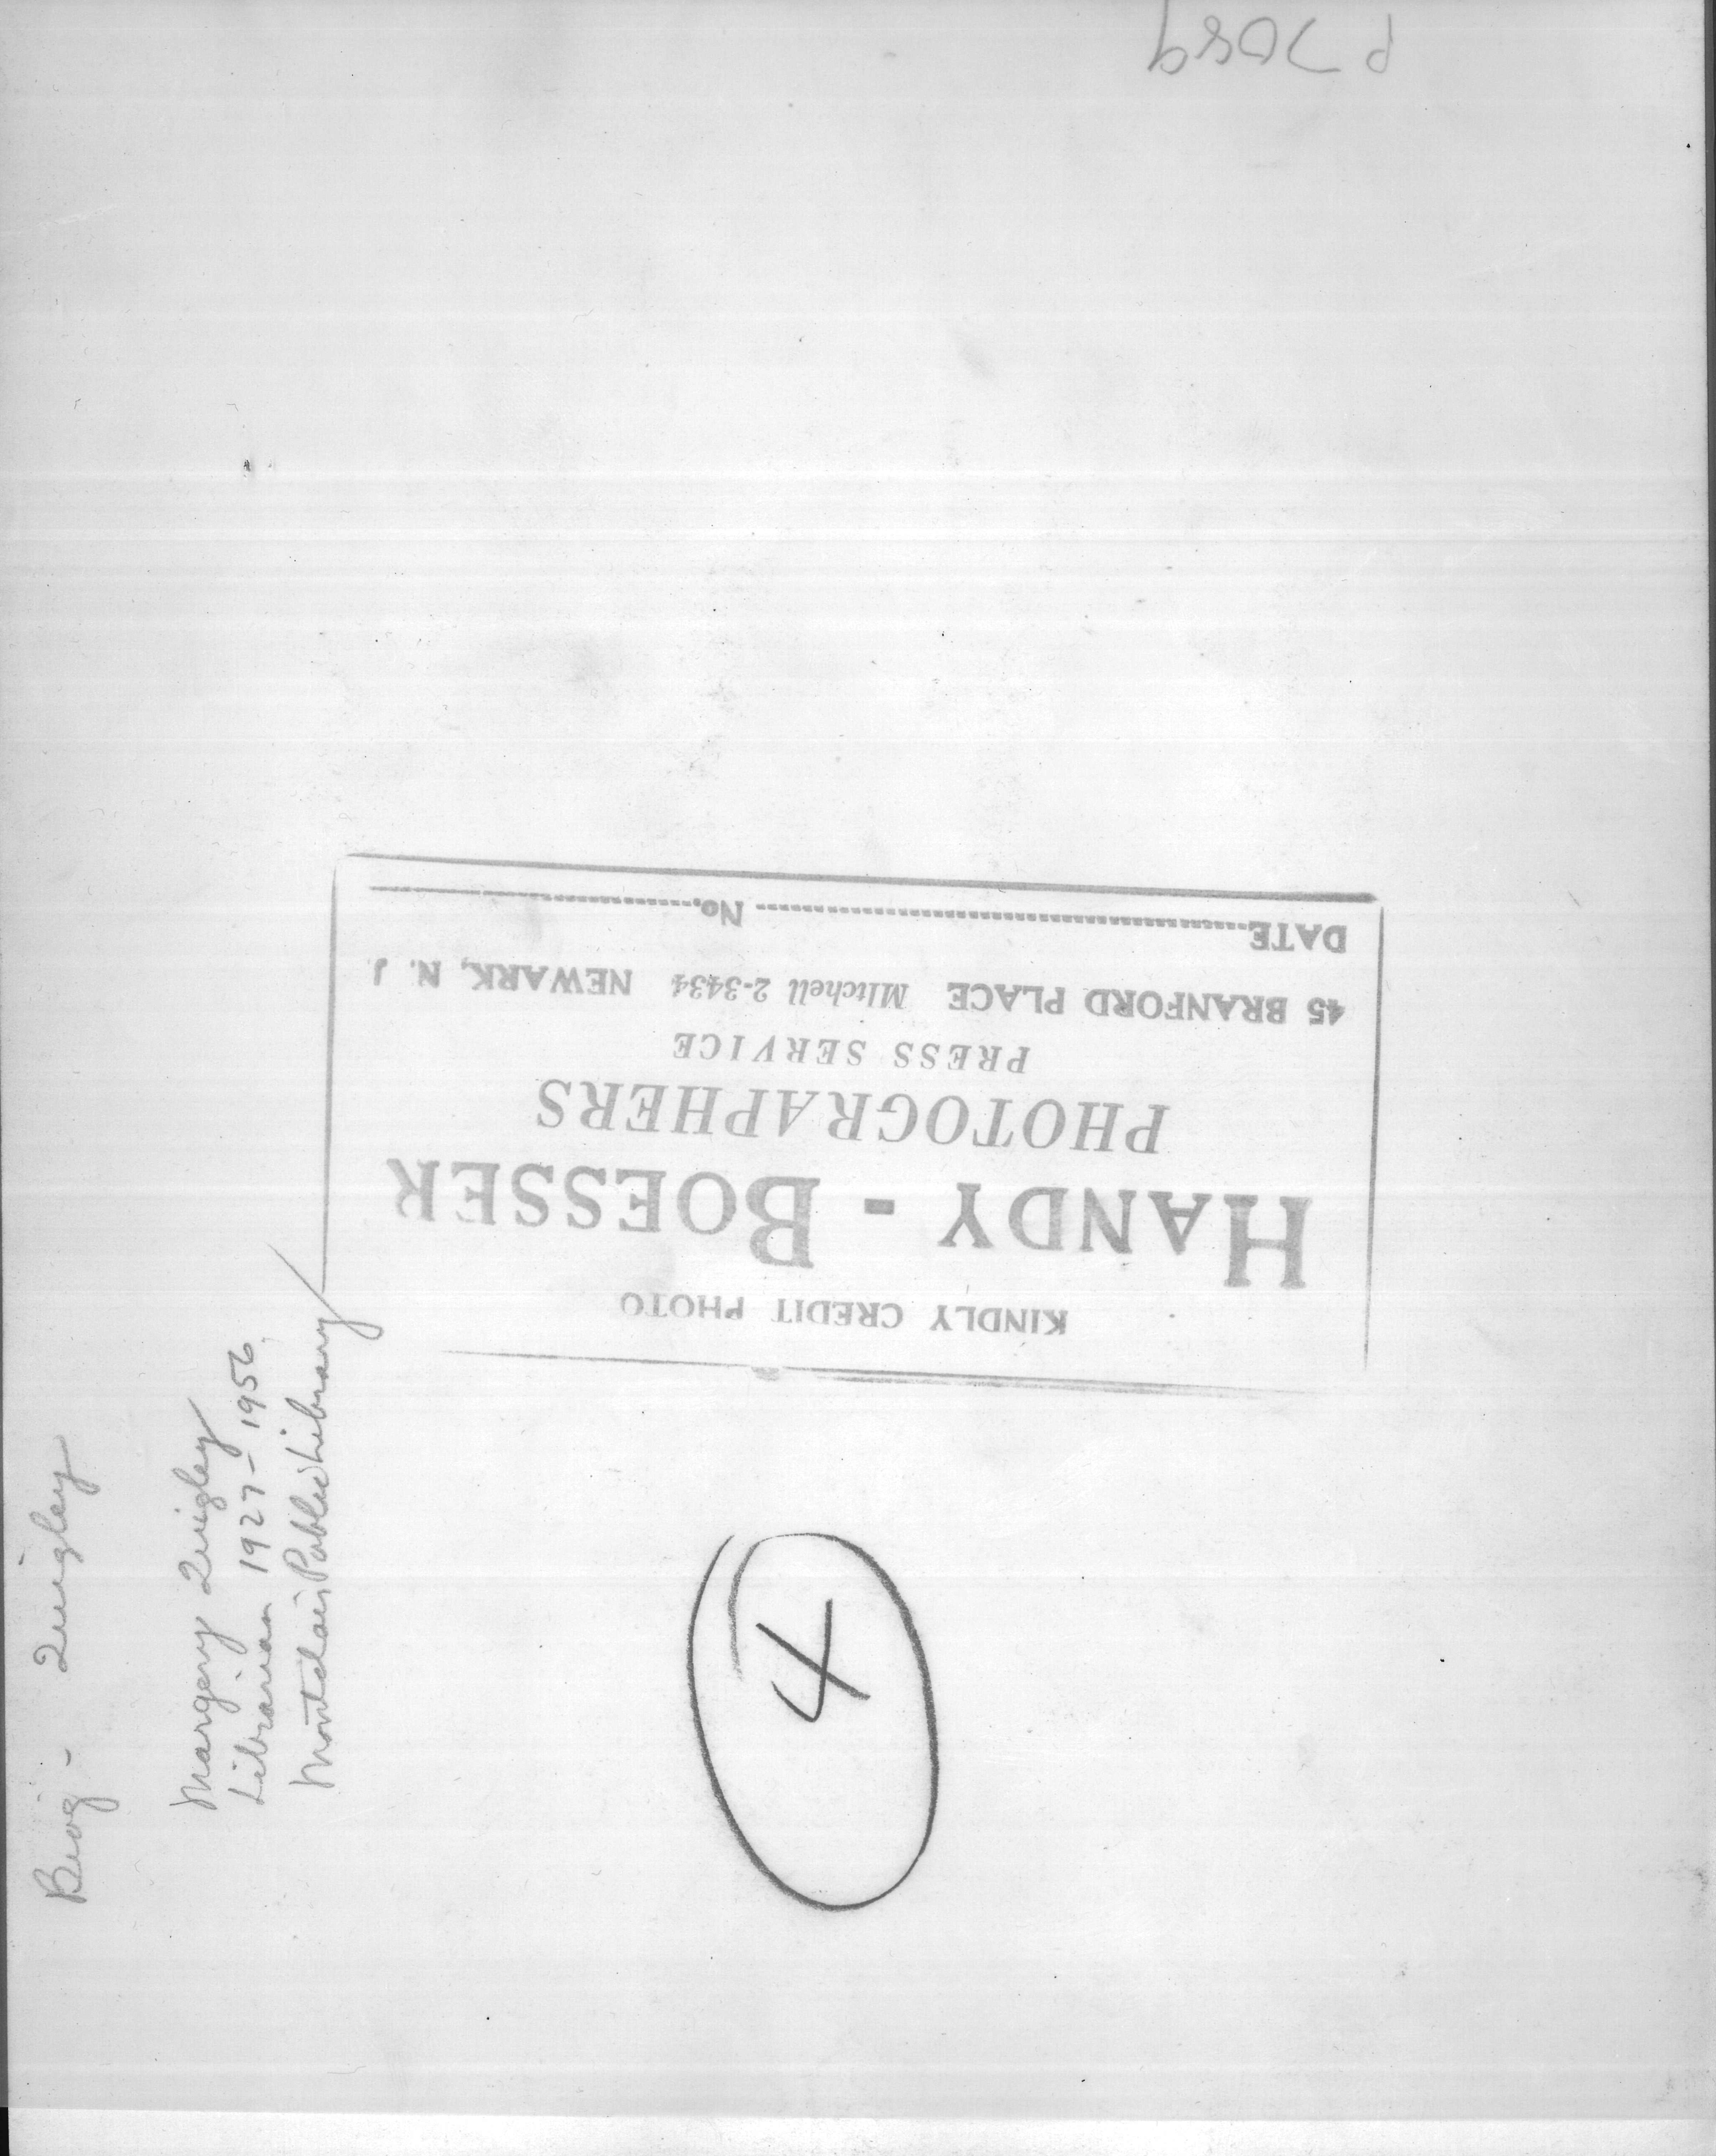 P 7089
KINDLY CREDIT PHOTO
HANDY - BOESSER
PHOTOGRAPHERS
PRESS SERVICE
45 BRANFORD PLACE MItchell 2-3434 NEWARK, N. J
DATE No.
Biog - Quigley
Margery Quigley
Librarian 1927-1956
Montclair Public Library
4